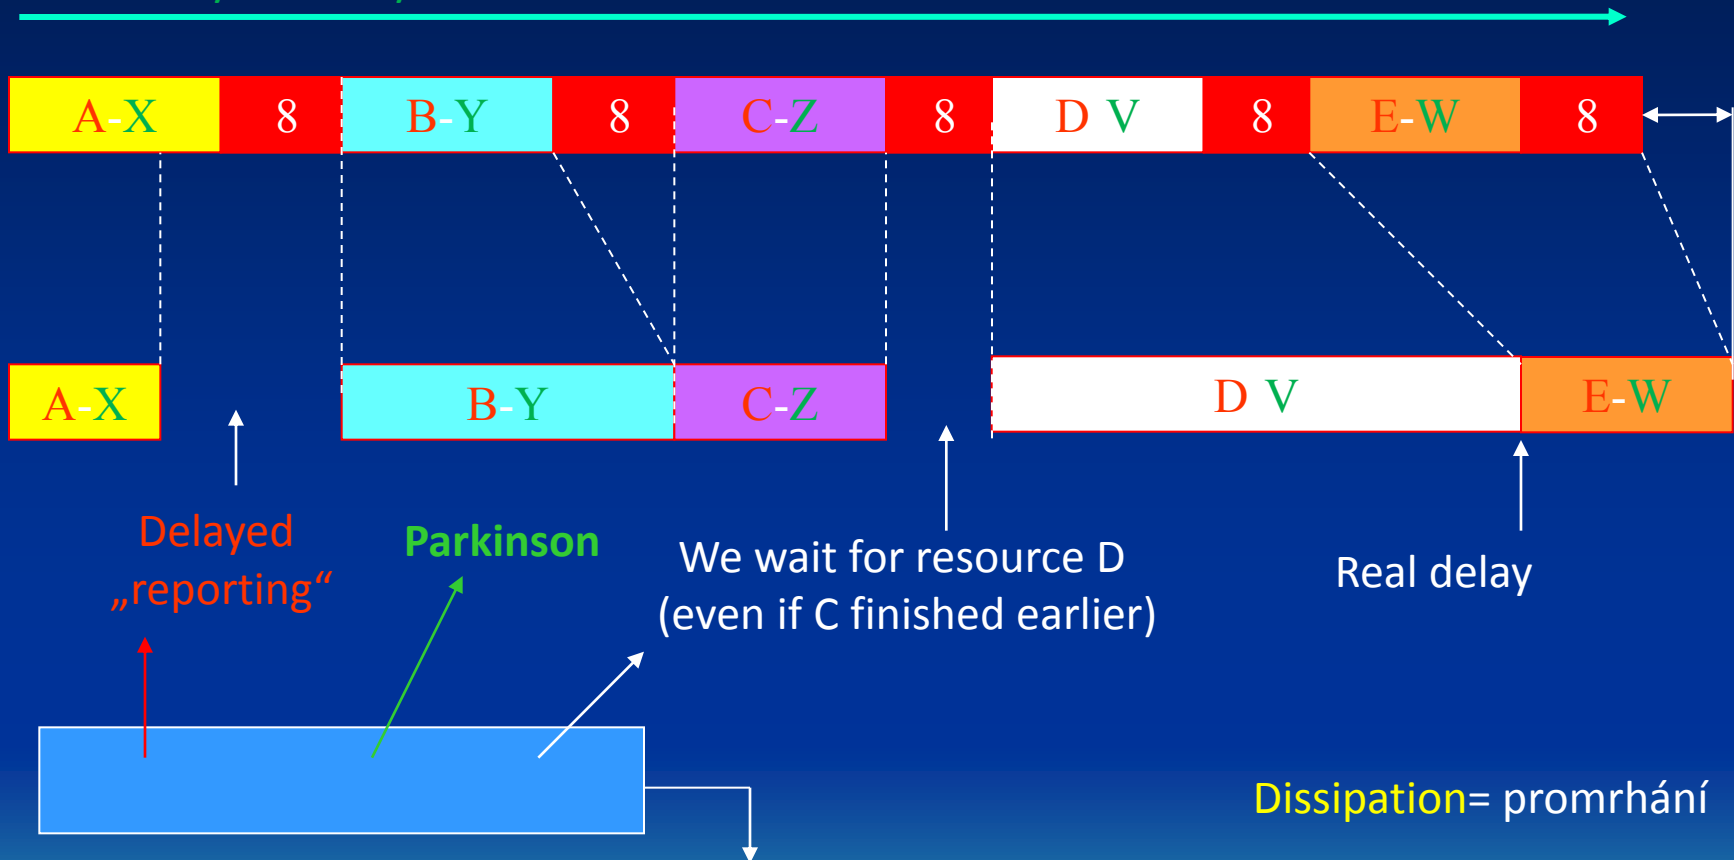 A-X 8 B-Y 8 C-Z 8 D V 8 E-W 8
A-X B-Y C-Z D V E-W
Delayed
„reporting“
Parkinson
We wait for resource D
(even if C finished earlier)
Real delay
Dissipation= promrhání